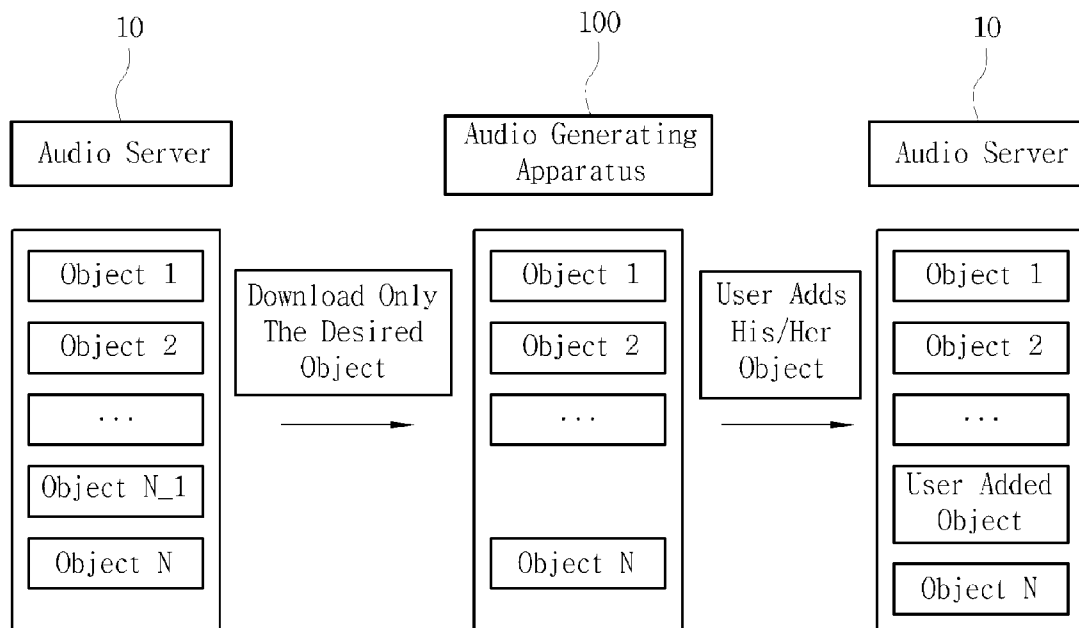 10
100
10
Audio Server
Audio Generating
Apparatus
Audio Server
Object 1
Object 2
...
Object N_1
Object N
Download Only
The Desired
Object
Object 1
Object 2
...
Object N
User Adds
His/Her
Object
Object 1
Object 2
...
User Added
Object
Object N